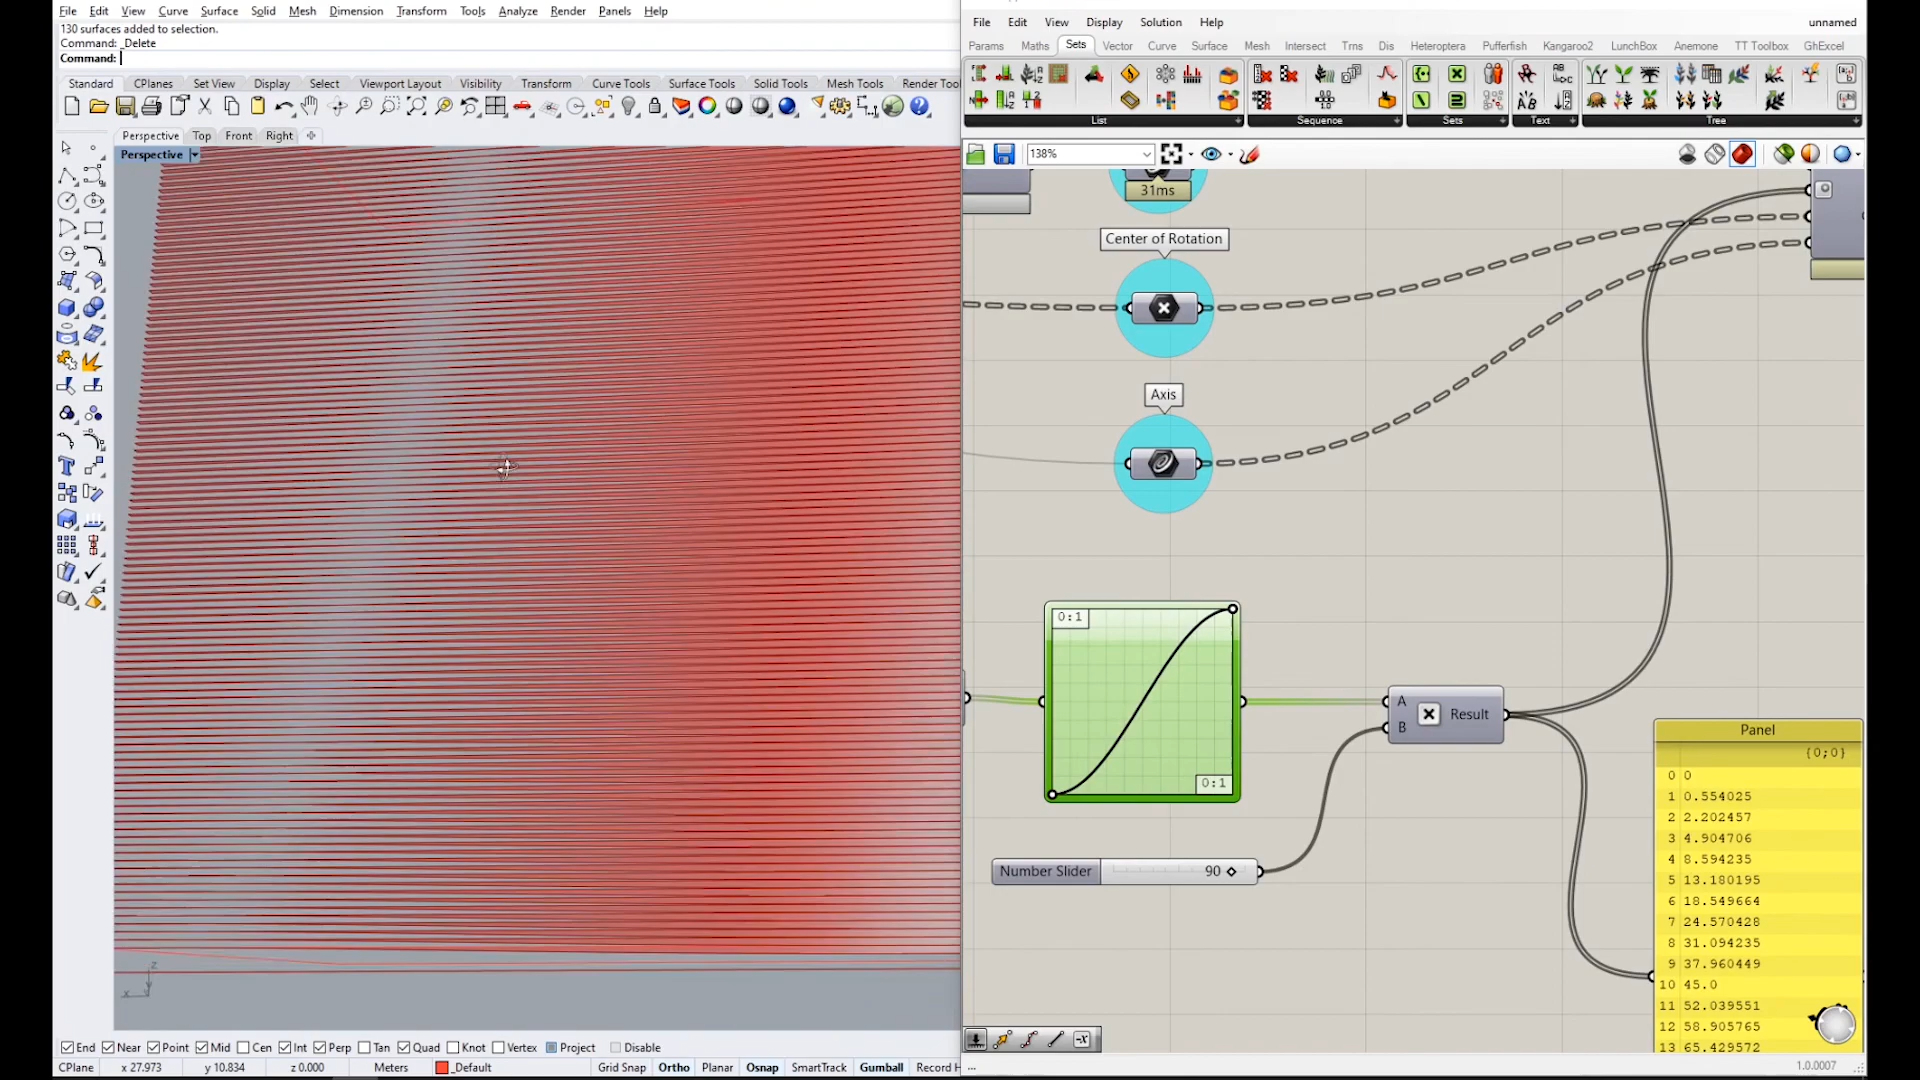 File Edit View Curve Surface Solid Mesh Dimension Transform Tools Analyze Render Panels Help
130 surfaces added to selection.
Command: _Delete
Command:
Standard CPlanes Set View Display Select Viewport Layout Visibility Transform Curve Tools Surface Tools Solid Tools Mesh Tools Render Too
Perspective Top Front Right
Perspective
z
x
End Near Point Mid Cen Int Perp Tan Quad Knot Vertex Project Disable
CPlane x 27.973 y 10.834 z 0.000 Meters _Default Grid Snap Ortho Planar Osnap SmartTrack Gumball Record H
File Edit View Display Solution Help unnamed
Params Maths Sets Vector Curve Surface Mesh Intersect Trns Dis Heteroptera Pufferfish Kangaroo2 LunchBox Anemone TT Toolbox GhExcel
List Sequence Sets Text Tree
138%
31ms
Center of Rotation
Axis
0:1
0:1
A
B
Result
Number Slider 90
Panel
{0;0}
0 0
1 0.554025
2 2.202457
3 4.904706
4 8.594235
5 13.180195
6 18.549664
7 24.570428
8 31.094235
9 37.960449
10 45.0
11 52.039551
12 58.905765
13 65.429572
...
1.0.0007